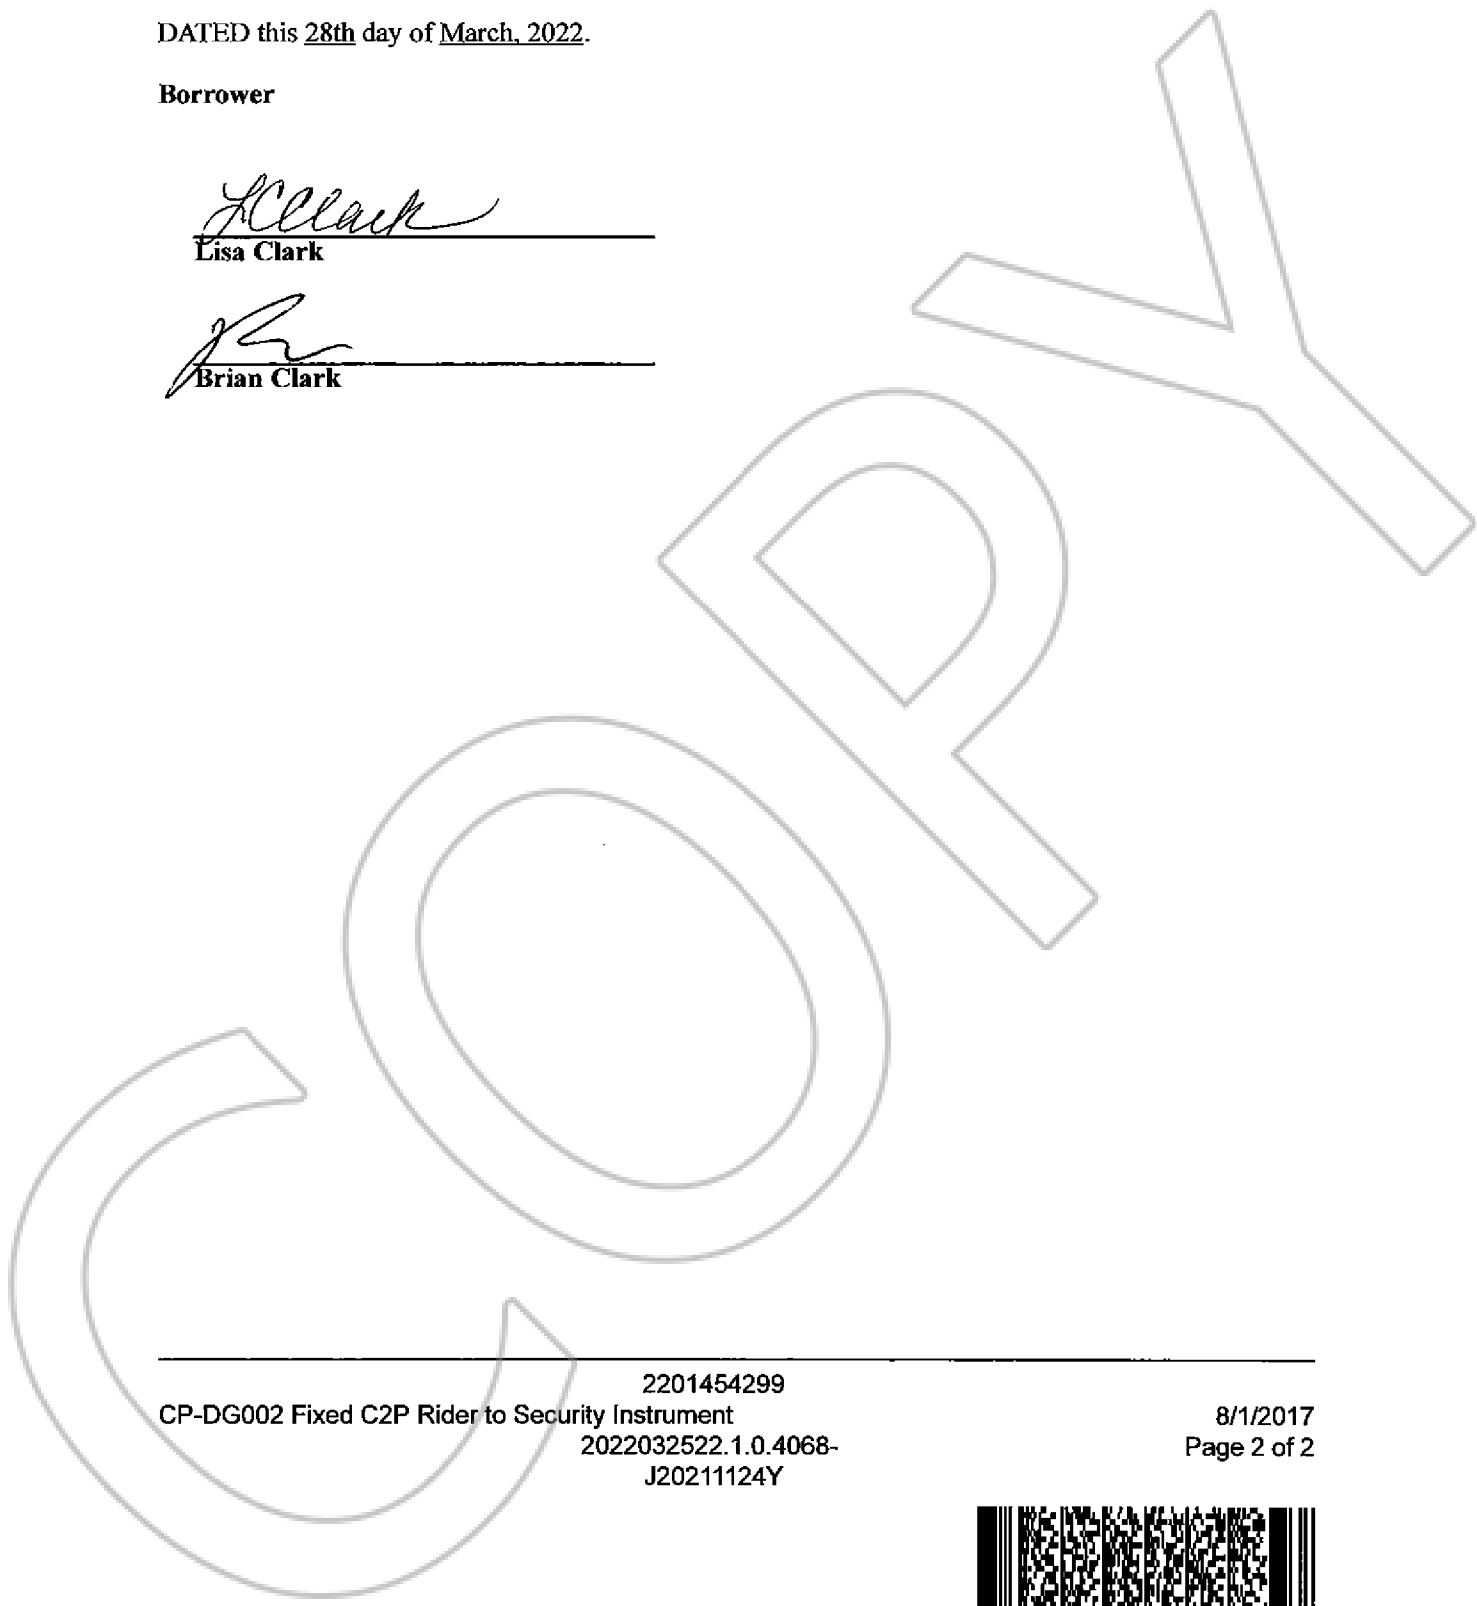 DATED this 28th day of March, 2022.
Borrower
LCClark
Lisa Clark
Brian Clark
COPY
2201454299
CP-DG002 Fixed C2P Rider to Security Instrument
8/1/2017
2022032522.1.0.4068-
Page 2 of 2
J20211124Y